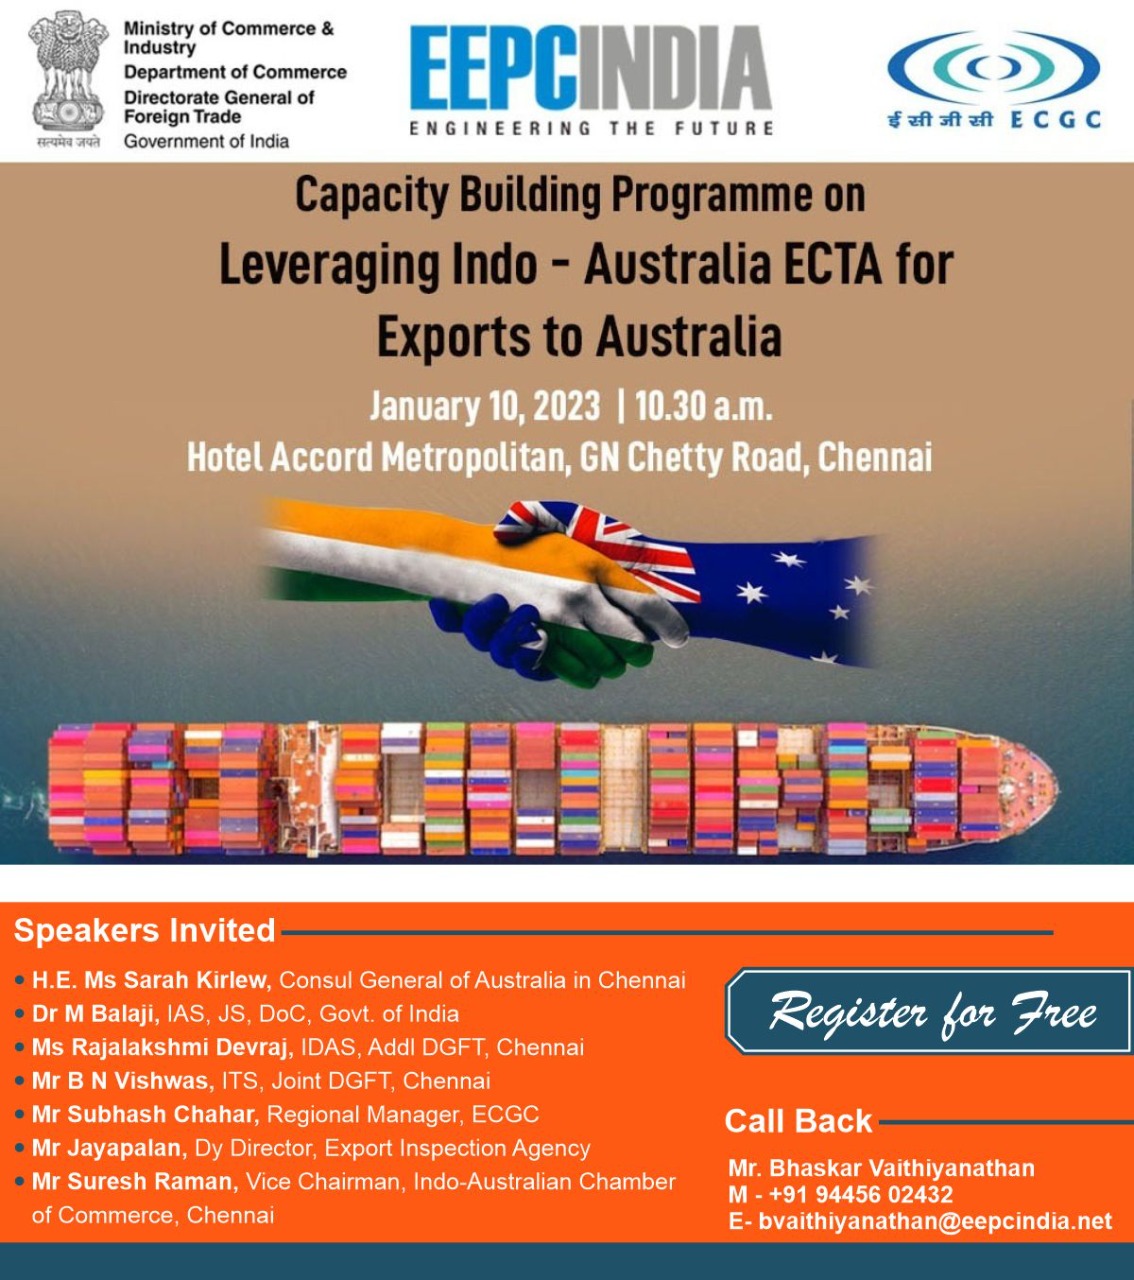 Ministry of Commerce &
Industry
Department of Commerce
Directorate General of
Foreign Trade
Government of India
सत्यमेव जयते
EEPCINDIA
ENGINEERING THE FUTURE
ई सी जी सी ECGC
Capacity Building Programme on
Leveraging Indo - Australia ECTA for
Exports to Australia
January 10, 2023 | 10.30 a.m.
Hotel Accord Metropolitan, GN Chetty Road, Chennai
Speakers Invited
• H.E. Ms Sarah Kirlew, Consul General of Australia in Chennai
• Dr M Balaji, IAS, JS, DoC, Govt. of India
• Ms Rajalakshmi Devraj, IDAS, Addl DGFT, Chennai
• Mr B N Vishwas, ITS, Joint DGFT, Chennai
• Mr Subhash Chahar, Regional Manager, ECGC
• Mr Jayapalan, Dy Director, Export Inspection Agency
• Mr Suresh Raman, Vice Chairman, Indo-Australian Chamber
of Commerce, Chennai
Register for Free
Call Back
Mr. Bhaskar Vaithiyanathan
M - +91 94456 02432
E- bvaithiyanathan@eepcindia.net